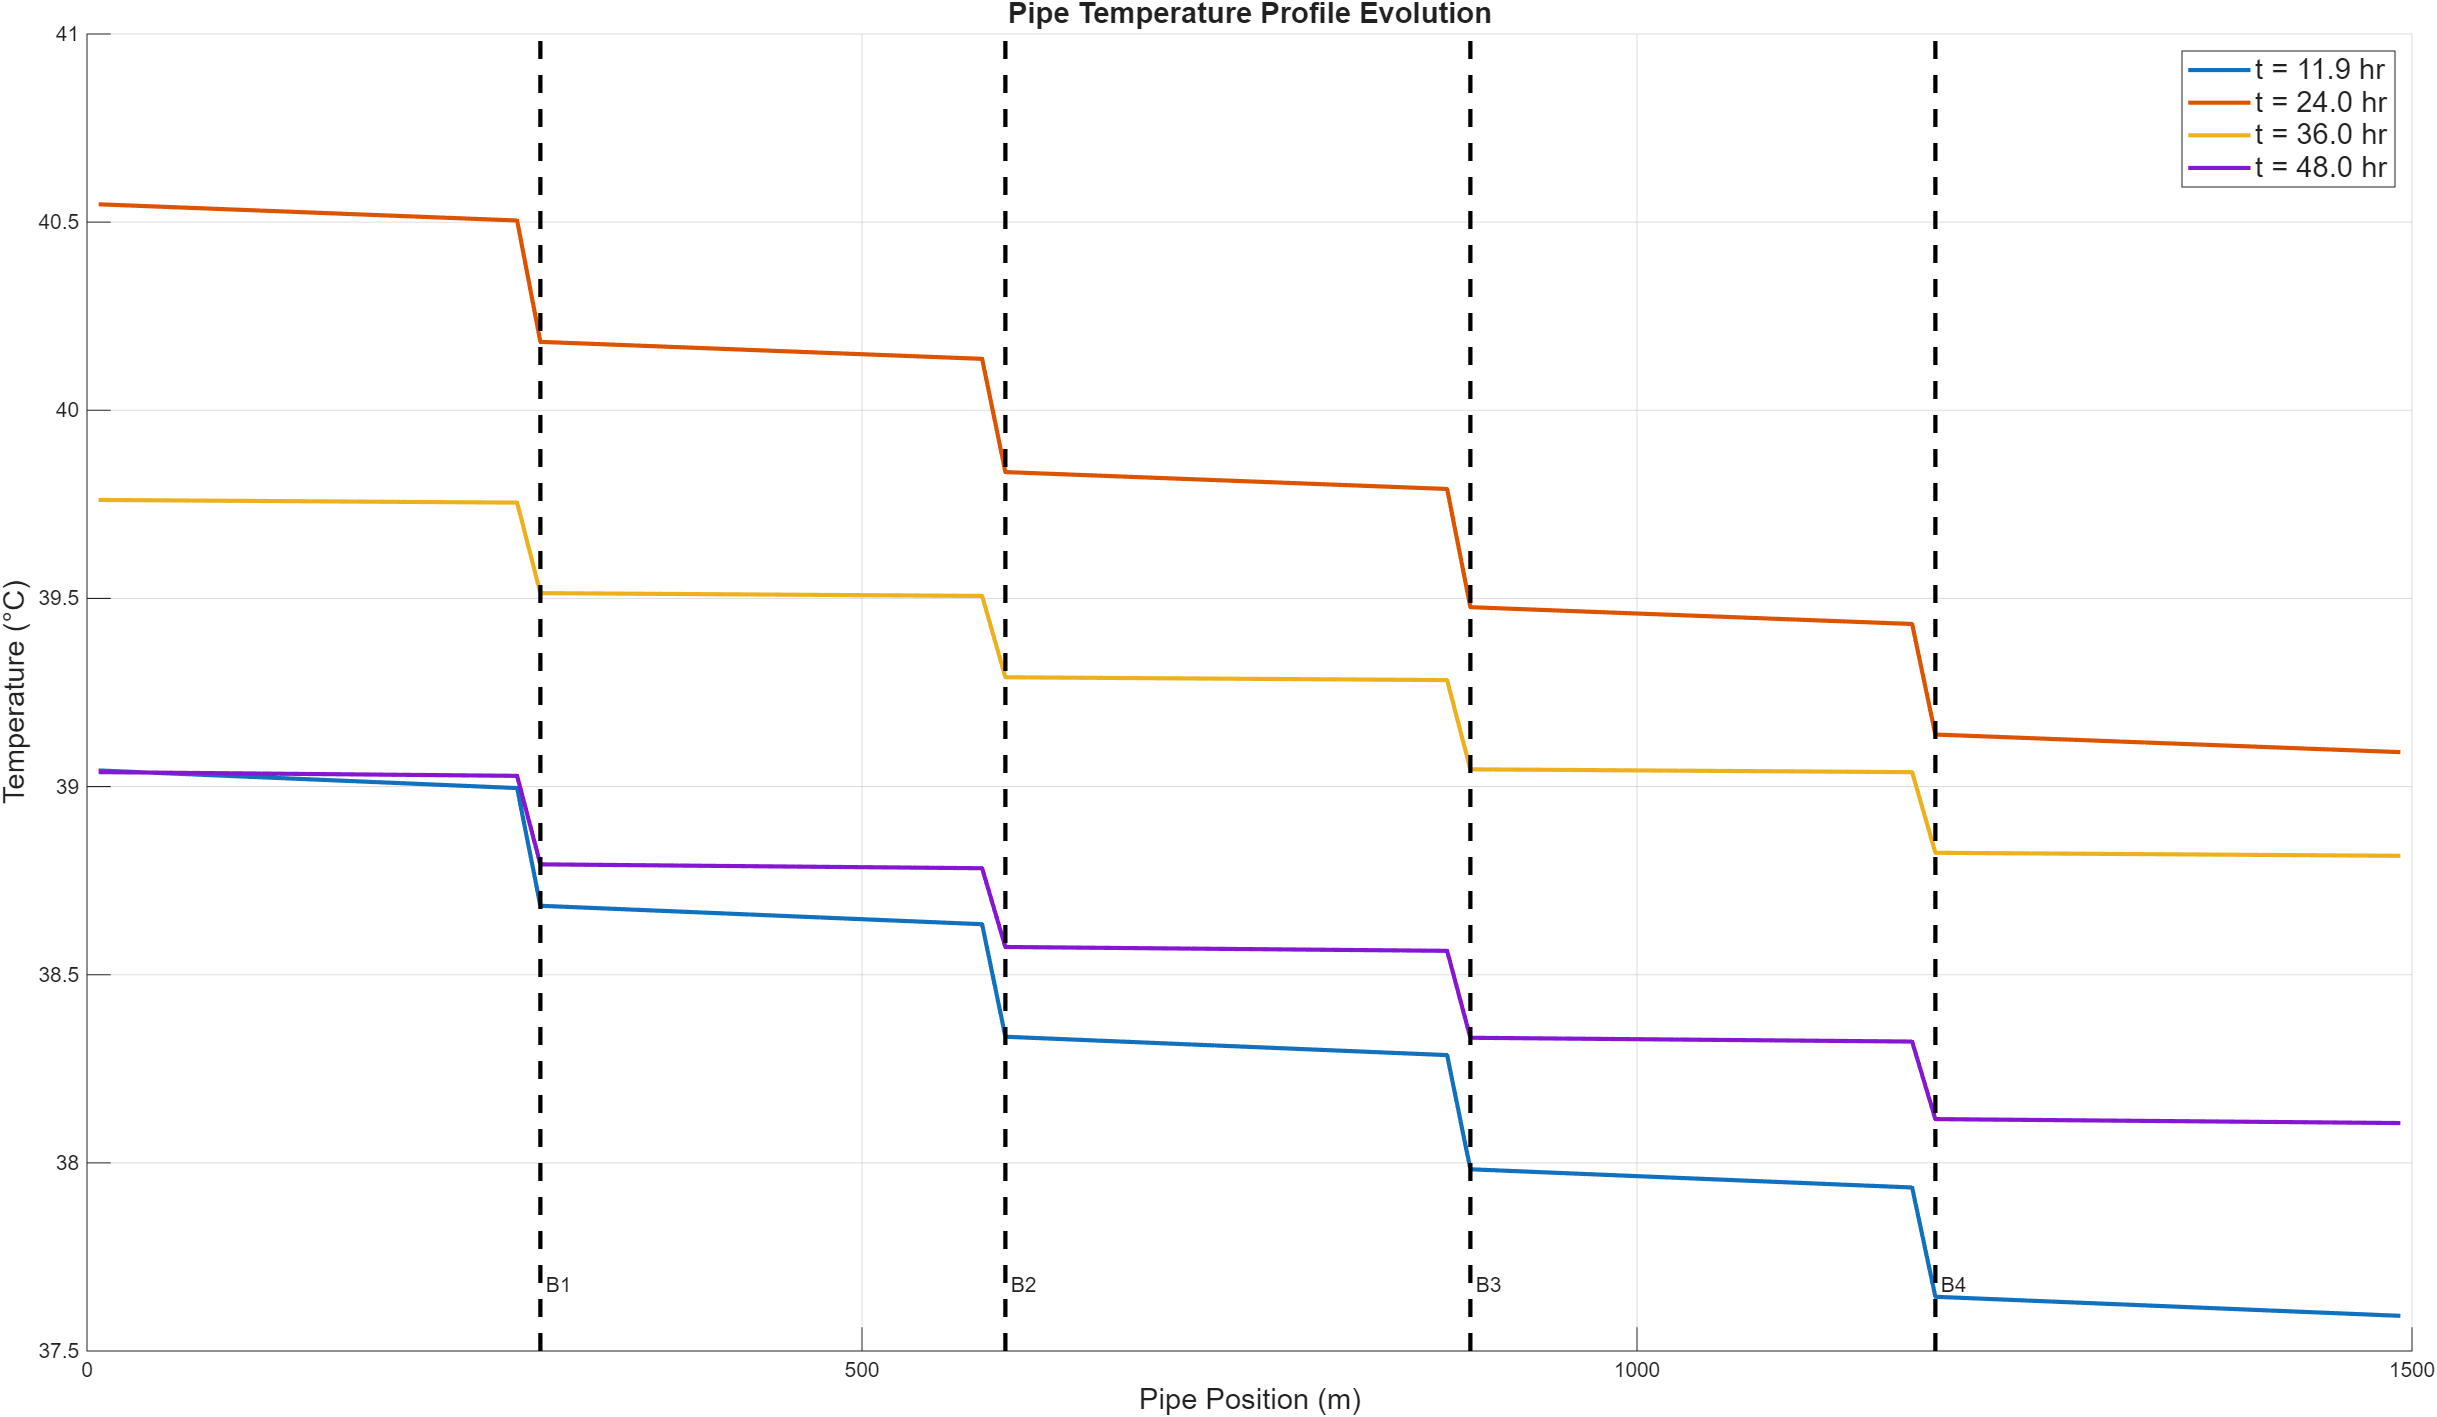 Pipe Temperature Profile Evolution
41
40.5
40
39.5
39
38.5
38
37.5
Temperature (°C)
t = 11.9 hr
t = 24.0 hr
t = 36.0 hr
t = 48.0 hr
B1
B2
B3
B4
0
500
1000
1500
Pipe Position (m)